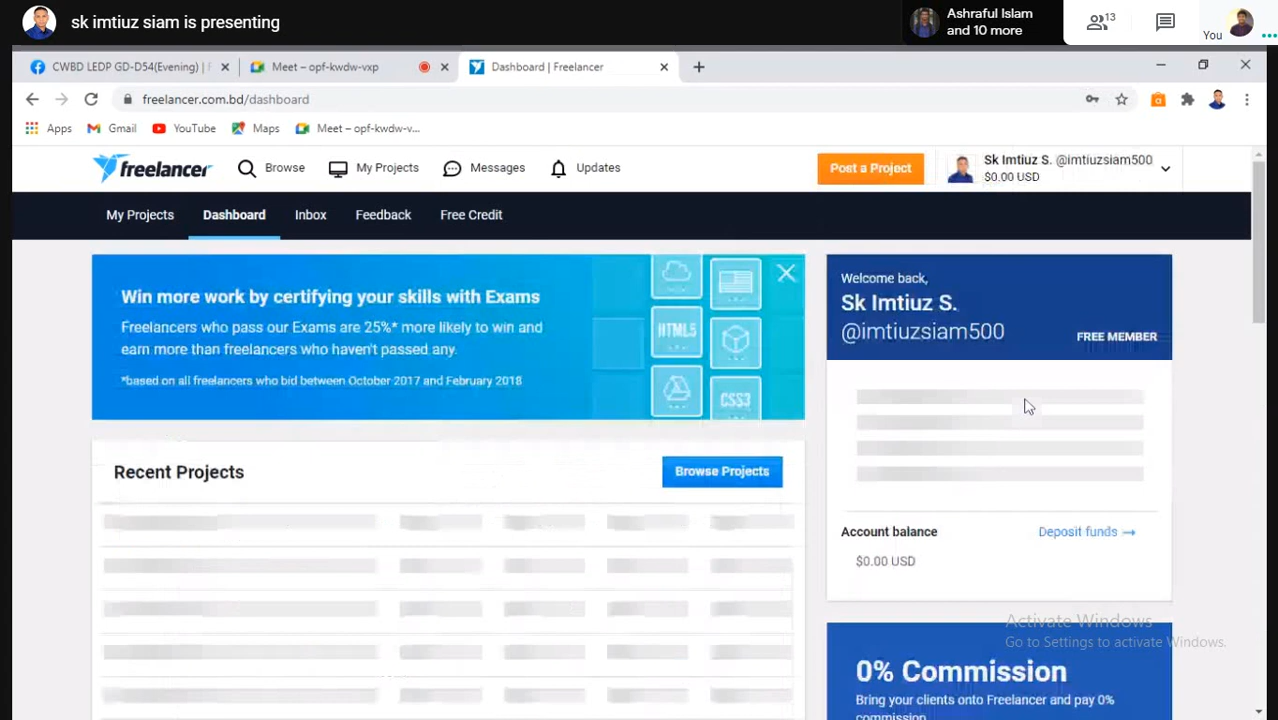 sk imtiuz siam is presenting
Ashraful Islam
and 10 more
13
You
CWBD LEDP GD-D54(Evening) | f
Meet – opf-kwdw-vxp
Dashboard | Freelancer
freelancer.com.bd/dashboard
Apps
Gmail
YouTube
Maps
Meet – opf-kwdw-v...
freelancer
Browse
My Projects
Messages
Updates
Post a Project
Sk Imtiuz S. @imtiuzsiam500
$0.00 USD
My Projects
Dashboard
Inbox
Feedback
Free Credit
Win more work by certifying your skills with Exams
Freelancers who pass our Exams are 25%* more likely to win and
earn more than freelancers who haven't passed any.
*based on all freelancers who bid between October 2017 and February 2018
HTML5
CSS3
Welcome back,
Sk Imtiuz S.
@imtiuzsiam500
FREE MEMBER
Recent Projects
Browse Projects
Account balance
Deposit funds →
$0.00 USD
Activate Windows
Go to Settings to activate Windows.
0% Commission
Bring your clients onto Freelancer and pay 0%
commission